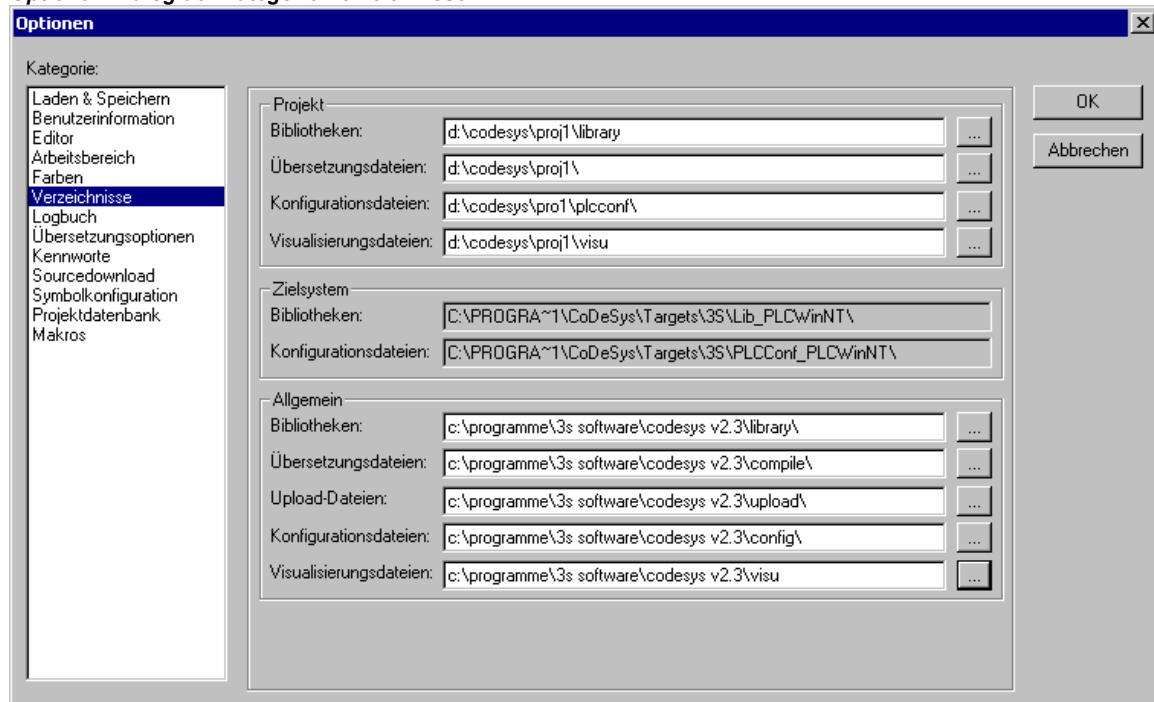 Optionen
Kategorie:
Laden & Speichern
Benutzerinformation
Editor
Arbeitsbereich
Farben
Verzeichnisse
Logbuch
Übersetzungsoptionen
Kennworte
Sourcedownload
Symbolkonfiguration
Projektdatenbank
Makros
Projekt
Bibliotheken: d:\codesys\proj1\library ...
Übersetzungsdateien: d:\codesys\proj1\ ...
Konfigurationsdateien: d:\codesys\pro1\plcconf\ ...
Visualisierungsdateien: d:\codesys\proj1\visu ...
Zielsystem
Bibliotheken: C:\PROGRA~1\CoDeSys\Targets\3S\Lib_PLCWinNT\
Konfigurationsdateien: C:\PROGRA~1\CoDeSys\Targets\3S\PLCConf_PLCWinNT\
Allgemein
Bibliotheken: c:\programme\3s software\codesys v2.3\library\ ...
Übersetzungsdateien: c:\programme\3s software\codesys v2.3\compile\ ...
Upload-Dateien: c:\programme\3s software\codesys v2.3\upload\ ...
Konfigurationsdateien: c:\programme\3s software\codesys v2.3\config\ ...
Visualisierungsdateien: c:\programme\3s software\codesys v2.3\visu ...
OK
Abbrechen